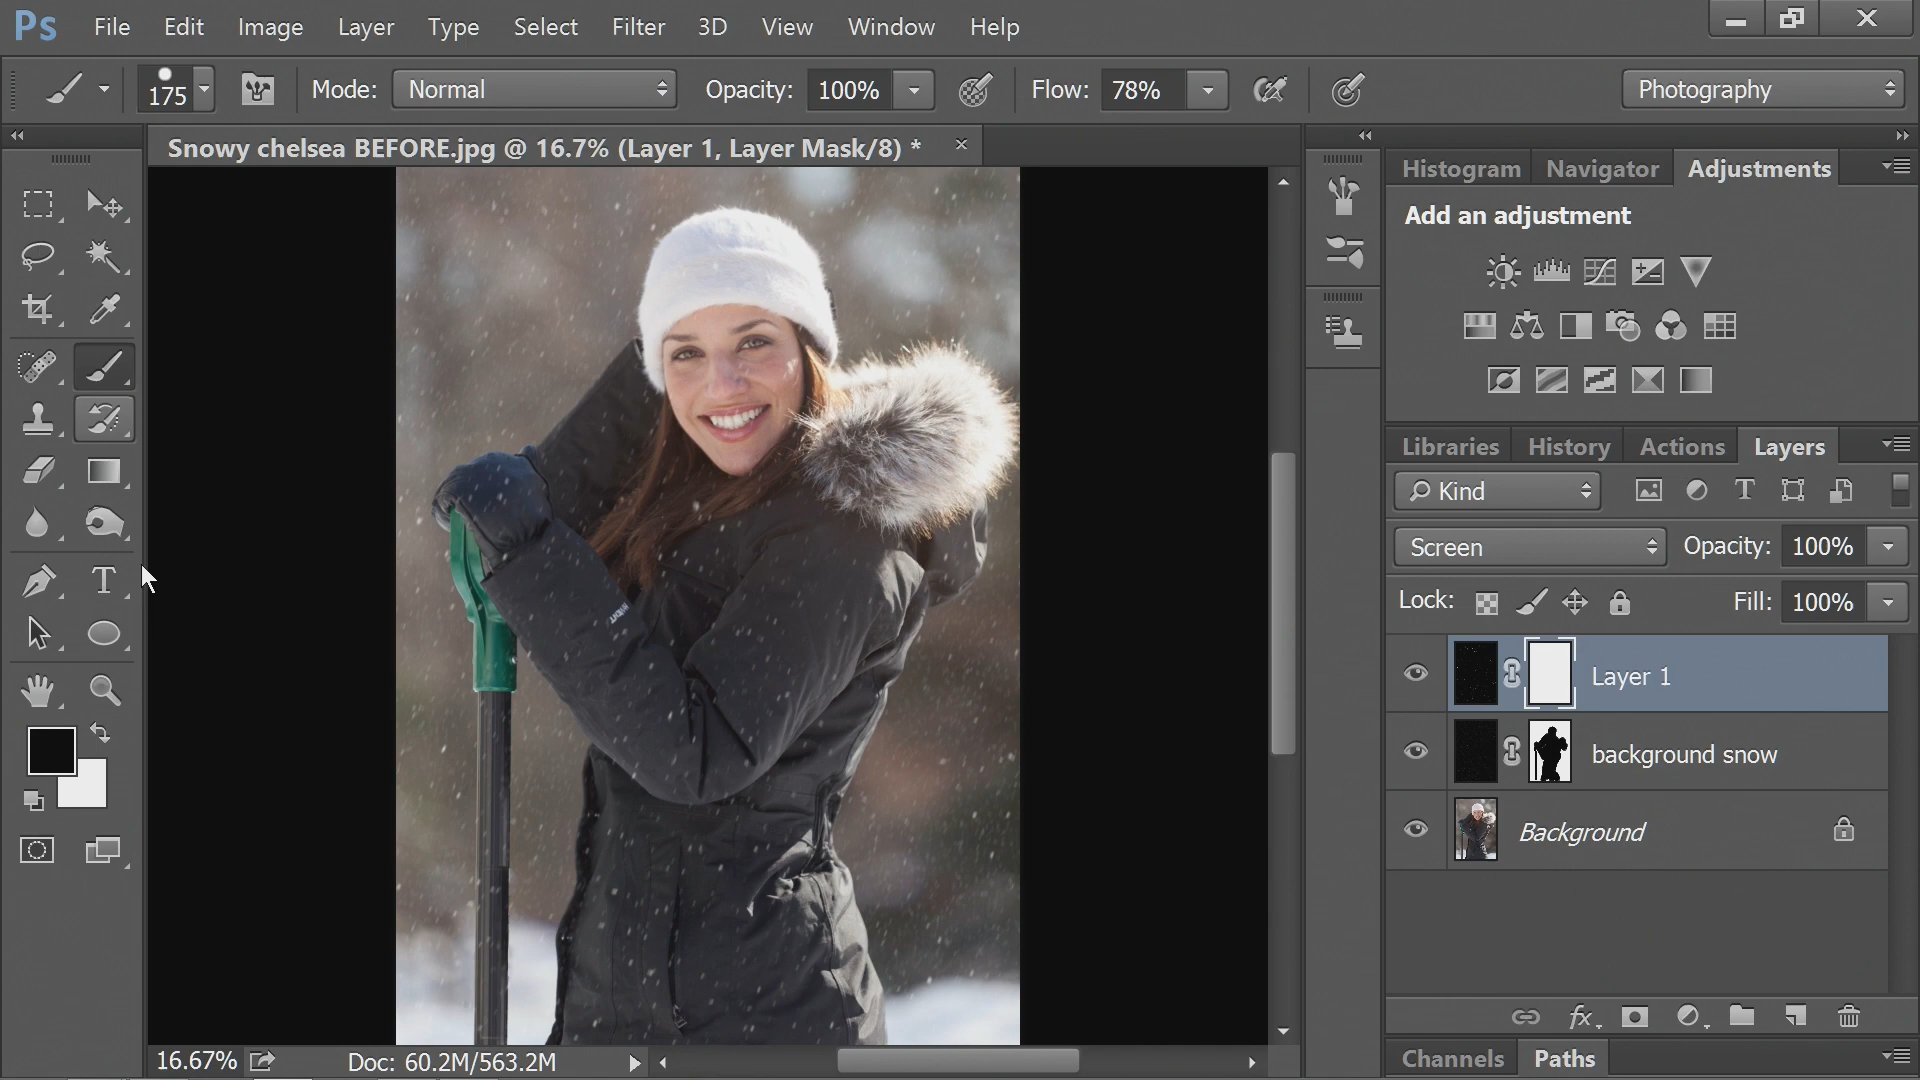 Ps File Edit Image Layer Type Select Filter 3D View Window Help
175 Mode: Normal Opacity: 100% Flow: 78% Photography
Snowy chelsea BEFORE.jpg @ 16.7% (Layer 1, Layer Mask/8) *
Histogram Navigator Adjustments
Add an adjustment
Libraries History Actions Layers
Kind
Screen Opacity: 100%
Lock: Fill: 100%
Layer 1
background snow
Background
16.67% Doc: 60.2M/563.2M
Channels Paths